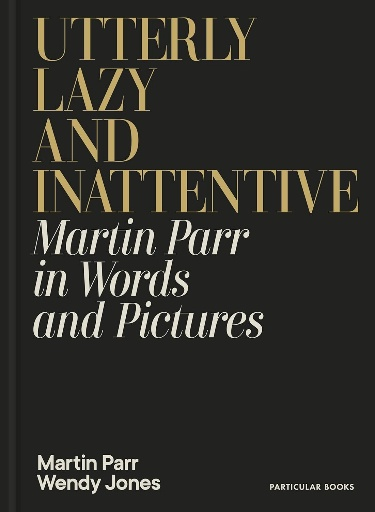 UTTERLY
LAZY
AND
INATTENTIVE
Martin Parr
in Words
and Pictures
Martin Parr
Wendy Jones
PARTICULAR BOOKS